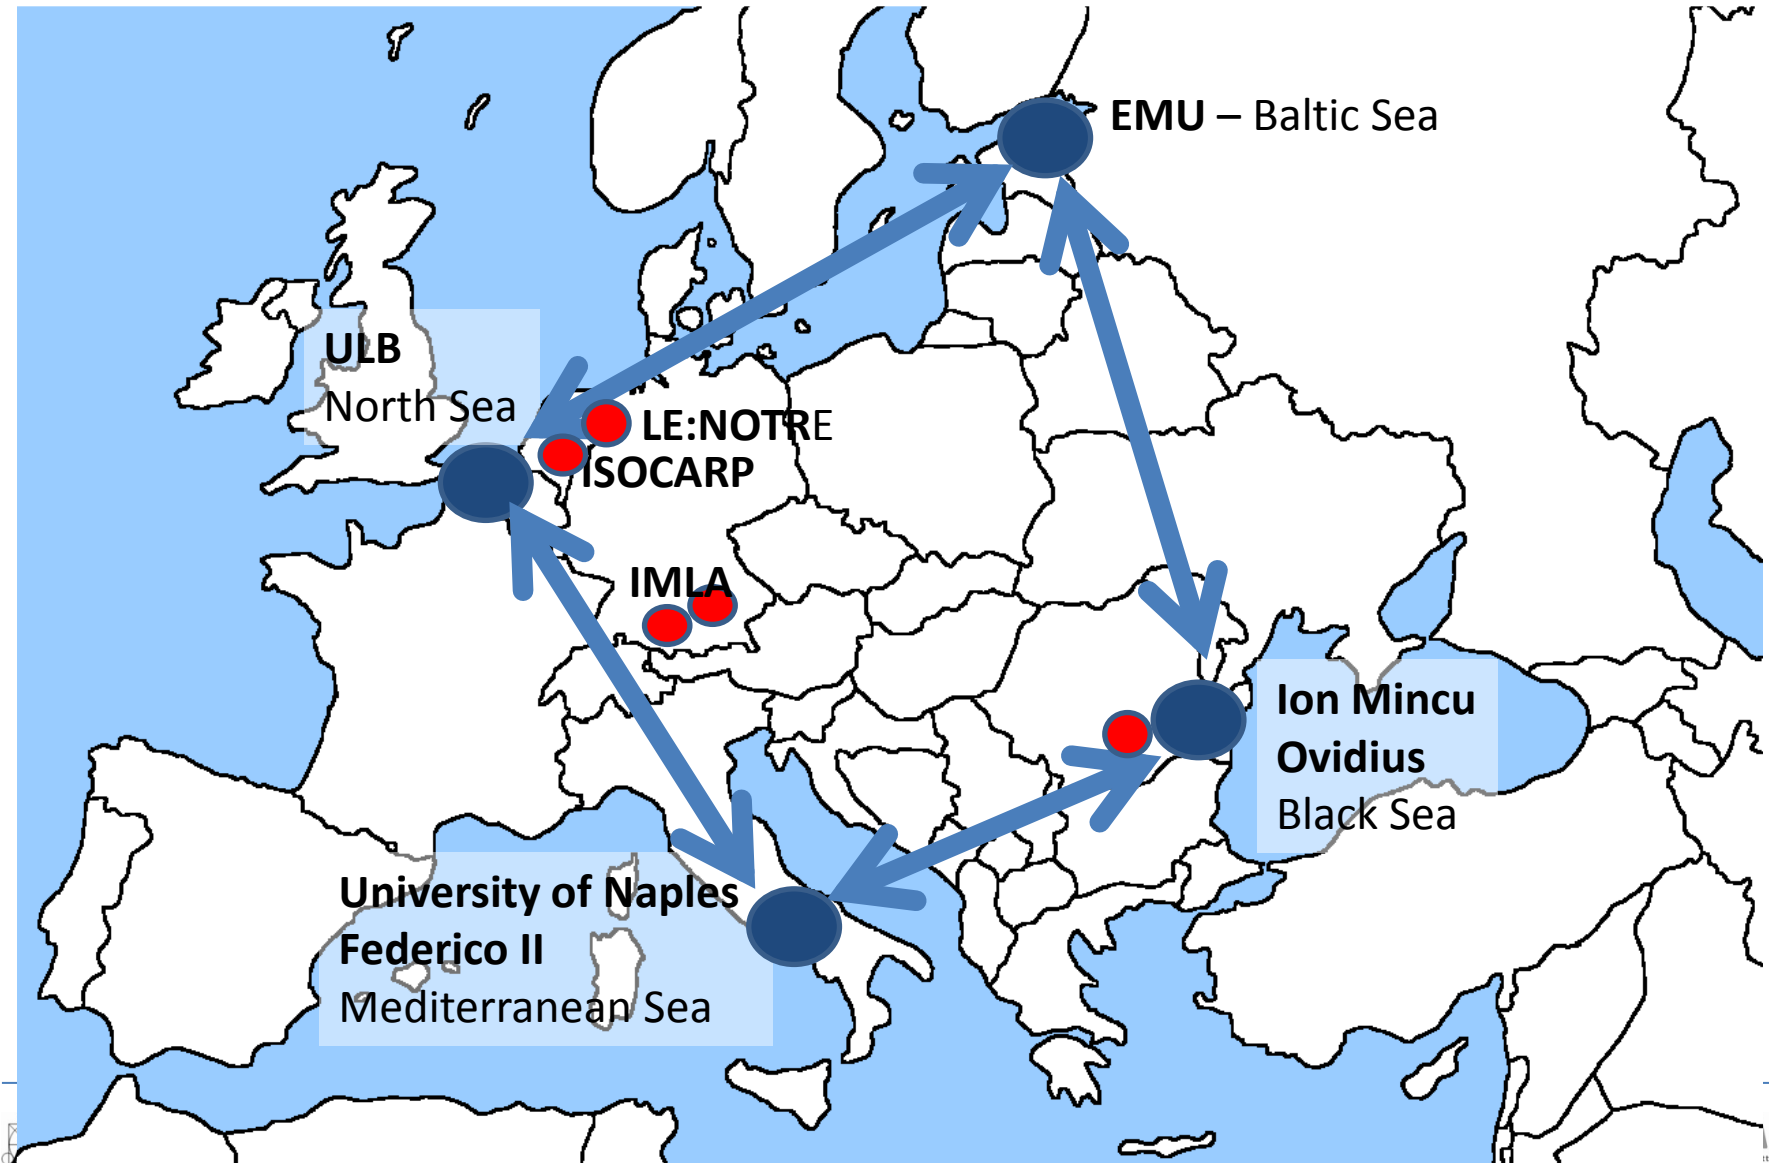 EMU – Baltic Sea
ULB
North Sea
LE:NOTRE
ISOCARP
IMLA
Ion Mincu
Ovidius
Black Sea
University of Naples
Federico II
Mediterranean Sea